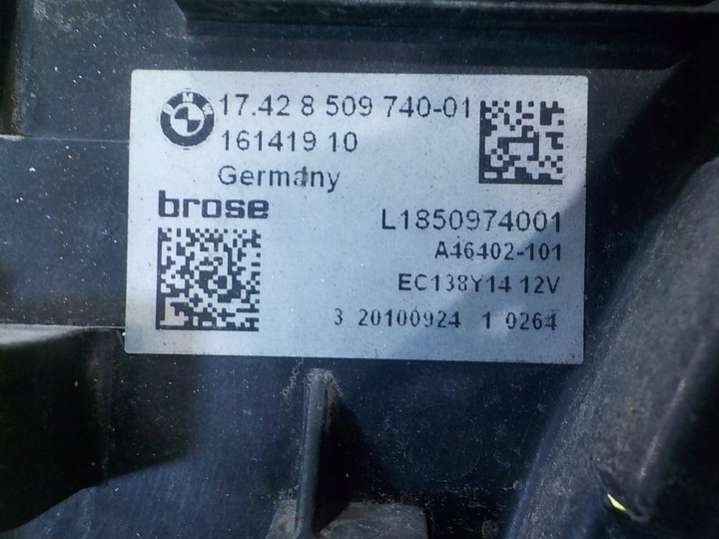 17.42 8 509 740-01
161419 10
Germany
brose
L1850974001
A46402-101
EC138Y14 12V
3 20100924 1 0264